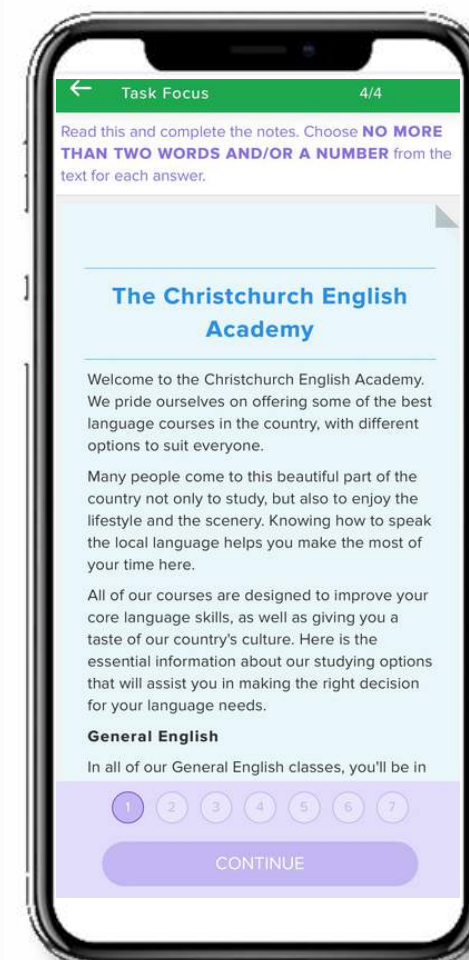 Task Focus 4/4
Read this and complete the notes. Choose NO MORE
THAN TWO WORDS AND/OR A NUMBER from the
text for each answer.
The Christchurch English
Academy
Welcome to the Christchurch English Academy.
We pride ourselves on offering some of the best
language courses in the country, with different
options to suit everyone.
Many people come to this beautiful part of the
country not only to study, but also to enjoy the
lifestyle and the scenery. Knowing how to speak
the local language helps you make the most of
your time here.
All of our courses are designed to improve your
core language skills, as well as giving you a
taste of our country's culture. Here is the
essential information about our studying options
that will assist you in making the right decision
for your language needs.
General English
In all of our General English classes, you'll be in
1 2 3 4 5 6 7
CONTINUE